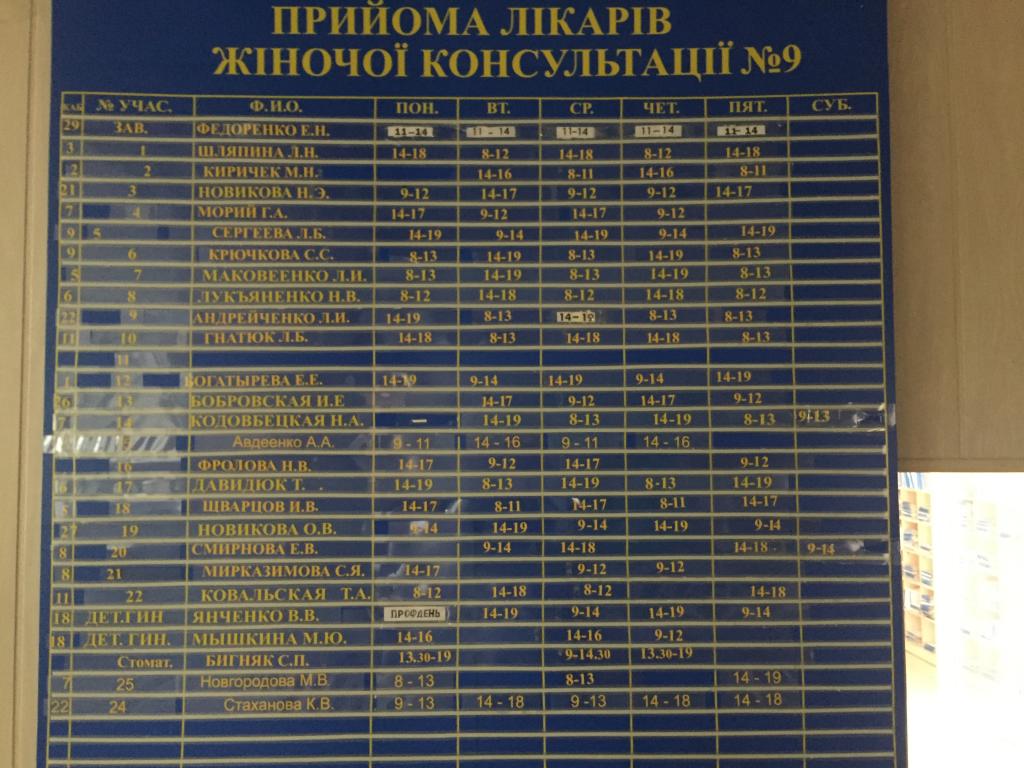 ПРИЙОМА ЛІКАРІВ
ЖІНОЧОЇ КОНСУЛЬТАЦІЇ №9
КАБ № УЧАС. Ф.И.О. ПОН. ВТ. СР. ЧЕТ. ПЯТ. СУБ.
29 ЗАВ. ФЕДОРЕНКО Е.Н. 11-14 11-14 11-14 11-14 11-14
3 1 ШЛЯПИНА Л.Н. 14-18 8-12 14-18 8-12 14-18
2 2 КИРИЧЕК М.Н. 14-16 8-11 14-16 8-11
21 3 НОВИКОВА Н.Э. 9-12 14-17 9-12 9-12 14-17
7 4 МОРИЙ Г.А. 14-17 9-12 14-17 9-12
9 5 СЕРГЕЕВА Л.Б. 14-19 9-14 14-19 9-14 14-19
9 6 КРЮЧКОВА С.С. 8-13 14-19 8-13 14-19 8-13
5 7 МАКОВЕЕНКО Л.И. 8-13 14-19 8-13 14-19 8-13
6 8 ЛУКЪЯНЕНКО Н.В. 8-12 14-18 8-12 14-18 8-12
22 9 АНДРЕЙЧЕНКО Л.И. 14-19 8-13 14-19 8-13 8-13
11 10 ГНАТЮК Л.Б. 14-18 8-13 14-18 14-18 8-13
11
1 12 БОГАТЫРЕВА Е.Е. 14-19 9-14 14-19 9-14 14-19
26 13 БОБРОВСКАЯ И.Е 14-17 9-12 14-17 9-12
7 14 КОДОВБЕЦКАЯ Н.А. – 14-19 8-13 14-19 8-13 9-13
Авдеенко А.А. 9 - 11 14 - 16 9 - 11 14 - 16
16 ФРОЛОВА Н.В. 14-17 9-12 14-17 9-12
6 17 ДАВИДЮК Т. . 14-19 8-13 14-19 8-13 14-19
5 18 ЩВАРЦОВ И.В. 14-17 8-11 14-17 8-11 14-17
27 19 НОВИКОВА О.В. 9-14 14-19 9-14 14-19 9-14
8 20 СМИРНОВА Е.В. 9-14 14-18 14-18 9-14
8 21 МИРКАЗИМОВА С.Я. 14-17 9-12 9-12
11 22 КОВАЛЬСКАЯ Т.А. 8-12 14-18 8-12 14-18
18 ДЕТ.ГИН ЯНЧЕНКО В.В. ПРОФДЕНЬ 14-19 9-14 14-19 9-14
18 ДЕТ. ГИН. МЫШКИНА М.Ю. 14-16 14-16 9-12
Стомат. БИГНЯК С.П. 13.30-19 9-14.30 13.30-19
7 25 Новгородова М.В. 8 - 13 8-13 14 - 19
22 24 Стаханова К.В. 9 - 13 14 - 18 9 -13 14 - 18 14 - 18